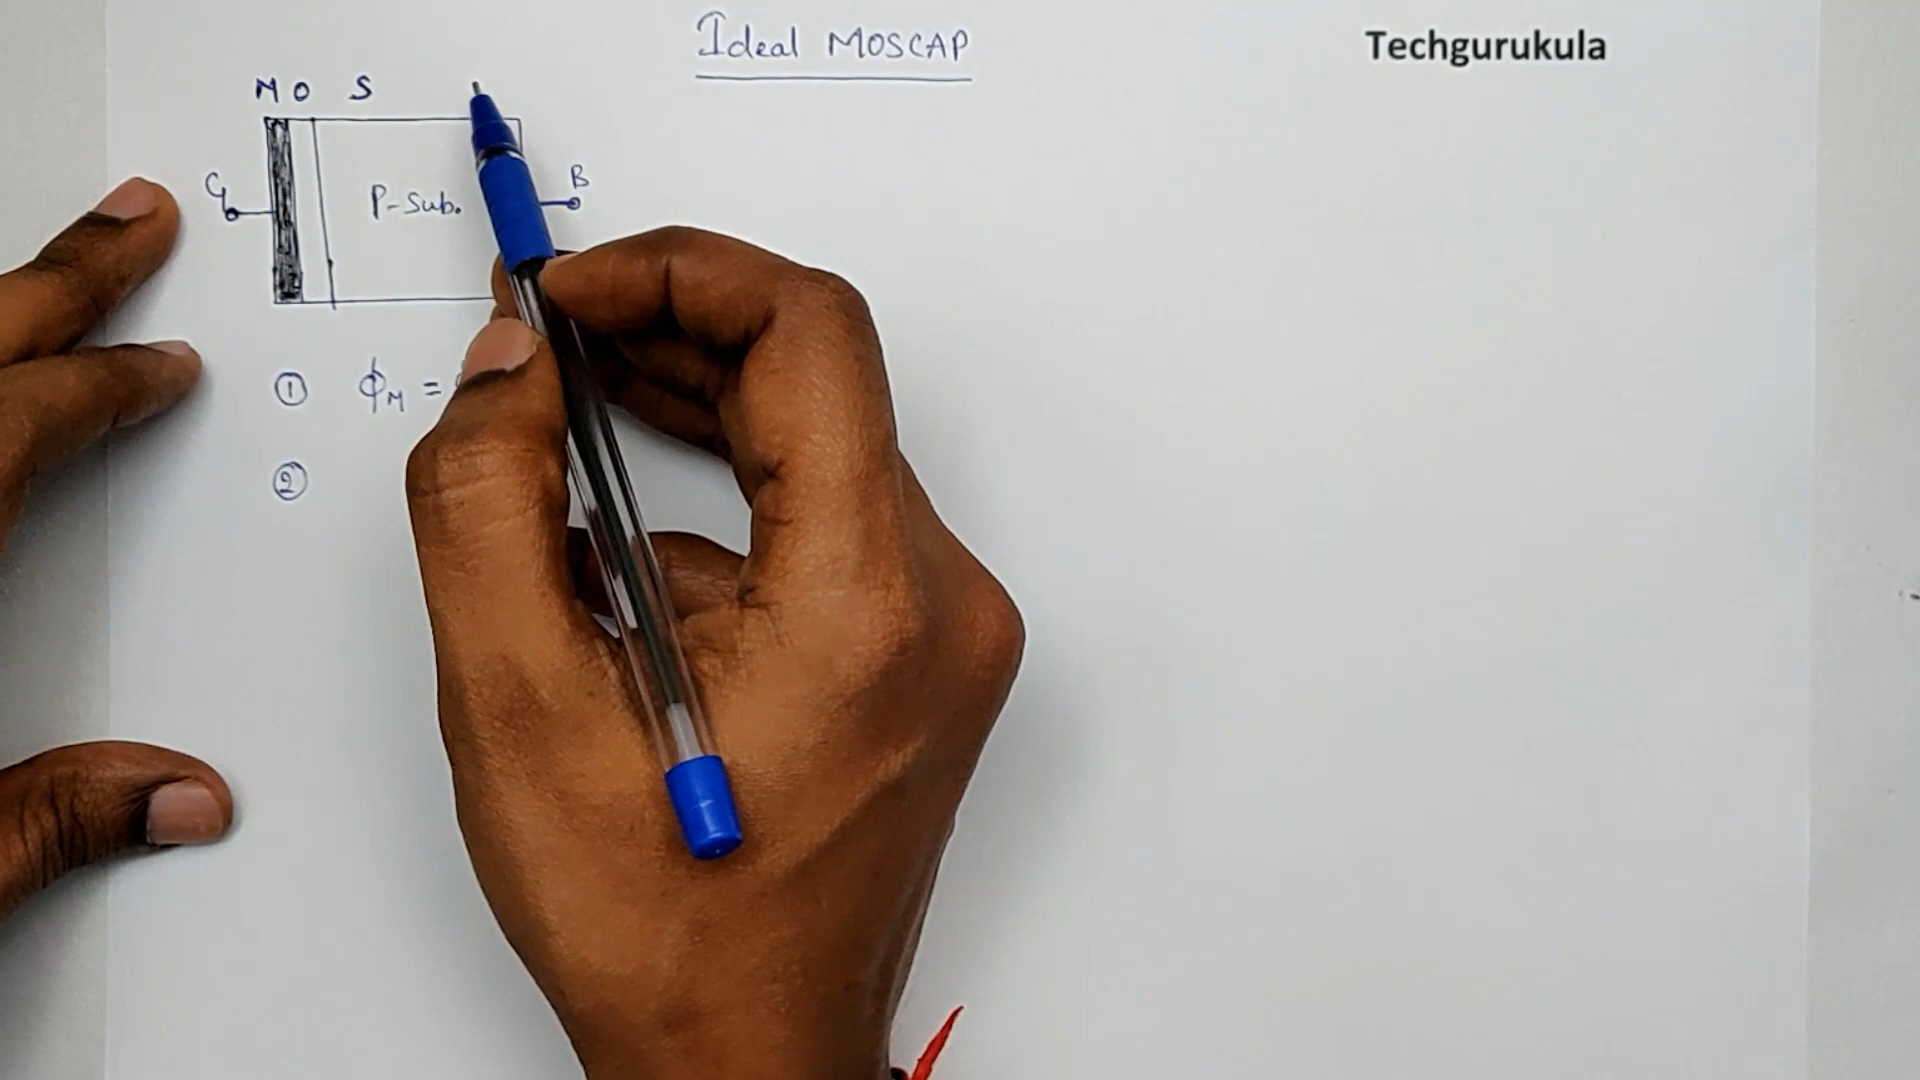 Ideal MOSCAP
Techgurukula
M O S
G
P-Sub.
B
① ϕM =
②